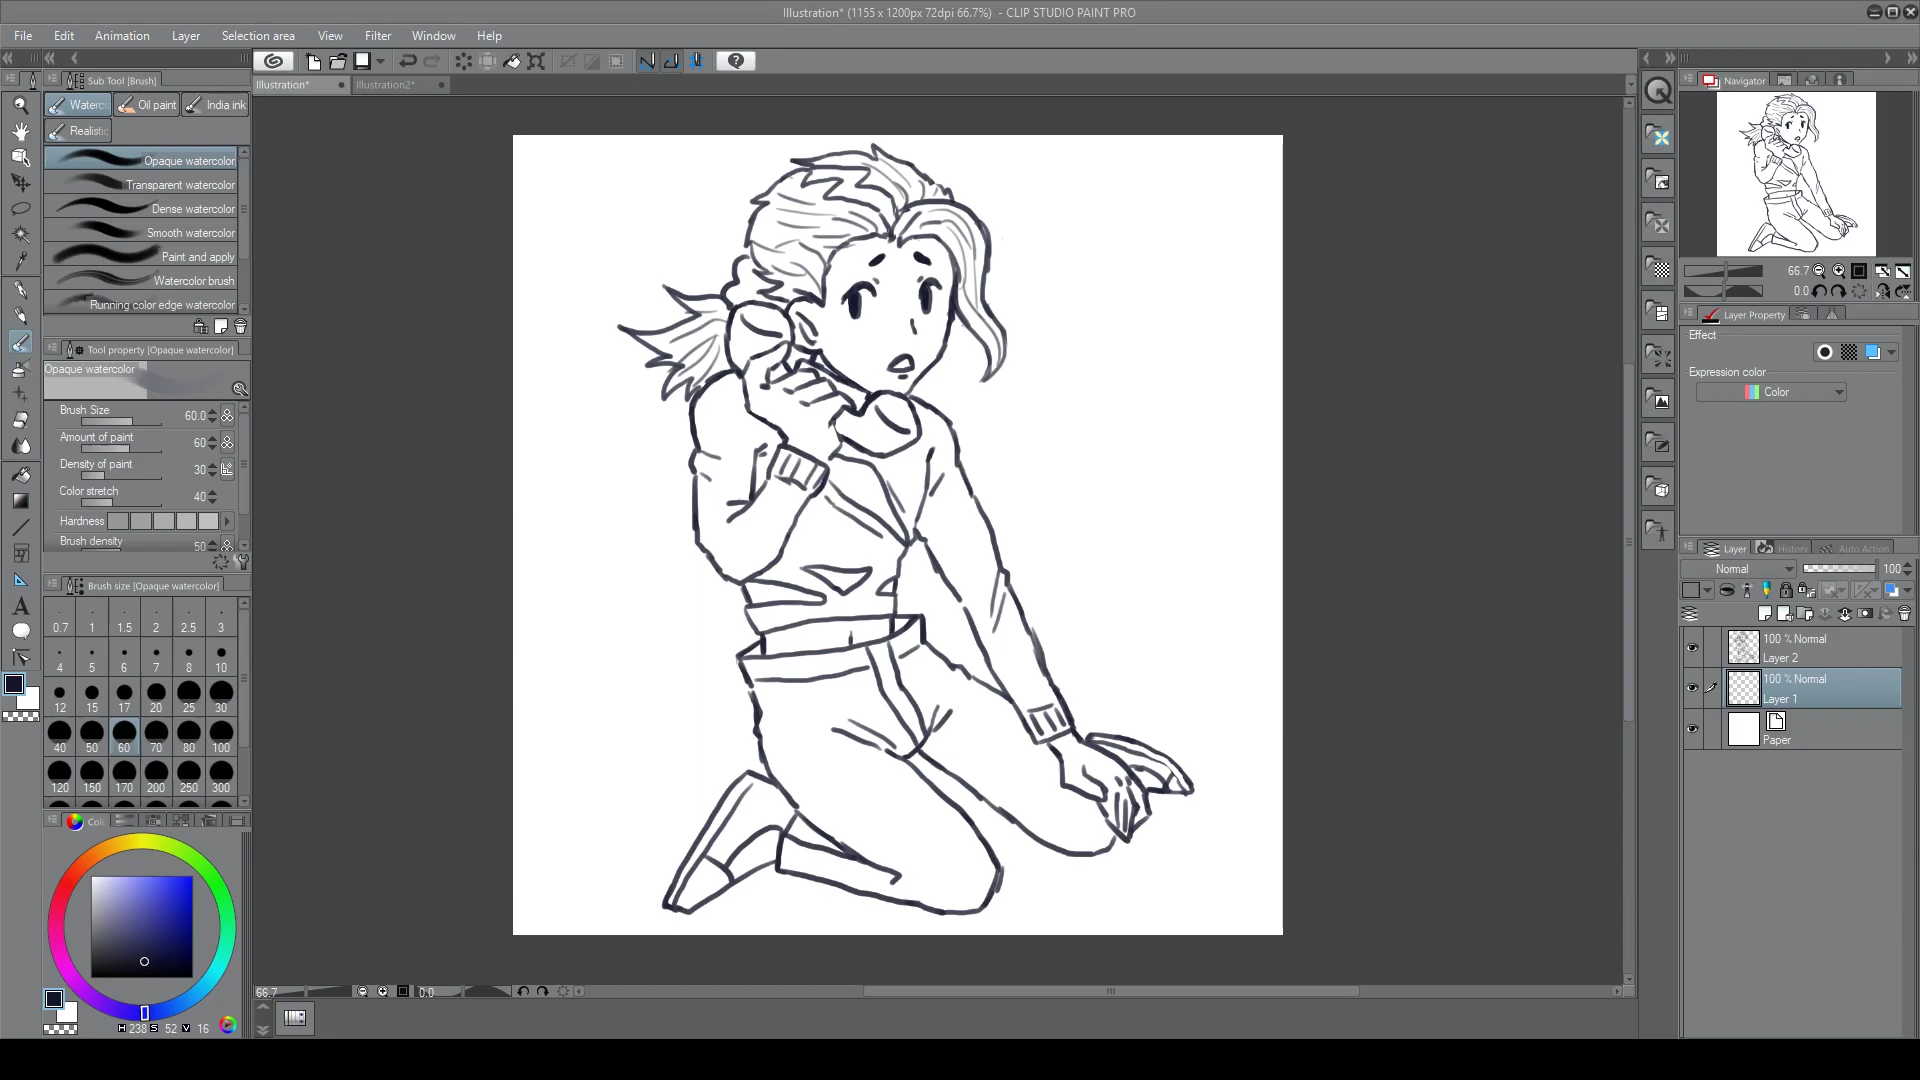 Illustration* (1155 x 1200px 72dpi 66.7%)  - CLIP STUDIO PAINT PRO
File Edit Animation Layer Selection area View Filter Window Help
Sub Tool [Brush]
Illustration* Illustration2*
Navigator
Waterco Oil paint India ink
Realistic
Opaque watercolor
Transparent watercolor
Dense watercolor
Smooth watercolor
Paint and apply
Watercolor brush
Running color edge watercolor
66.7
0.0
Layer Property
Effect
Expression color
Color
Tool property [Opaque watercolor]
Opaque watercolor
Brush Size 60.0
Amount of paint 60
Density of paint 30
Color stretch 40
Hardness
Brush density 50
Layer History Auto Action
Normal 100
Brush size [Opaque watercolor]
0.7 1 1.5 2 2.5 3
4 5 6 7 8 10
12 15 17 20 25 30
40 50 60 70 80 100
120 150 170 200 250 300
100 % Normal
Layer 2
100 % Normal
Layer 1
Paper
Col
66.7 0.0
H 238 S 52 V 16